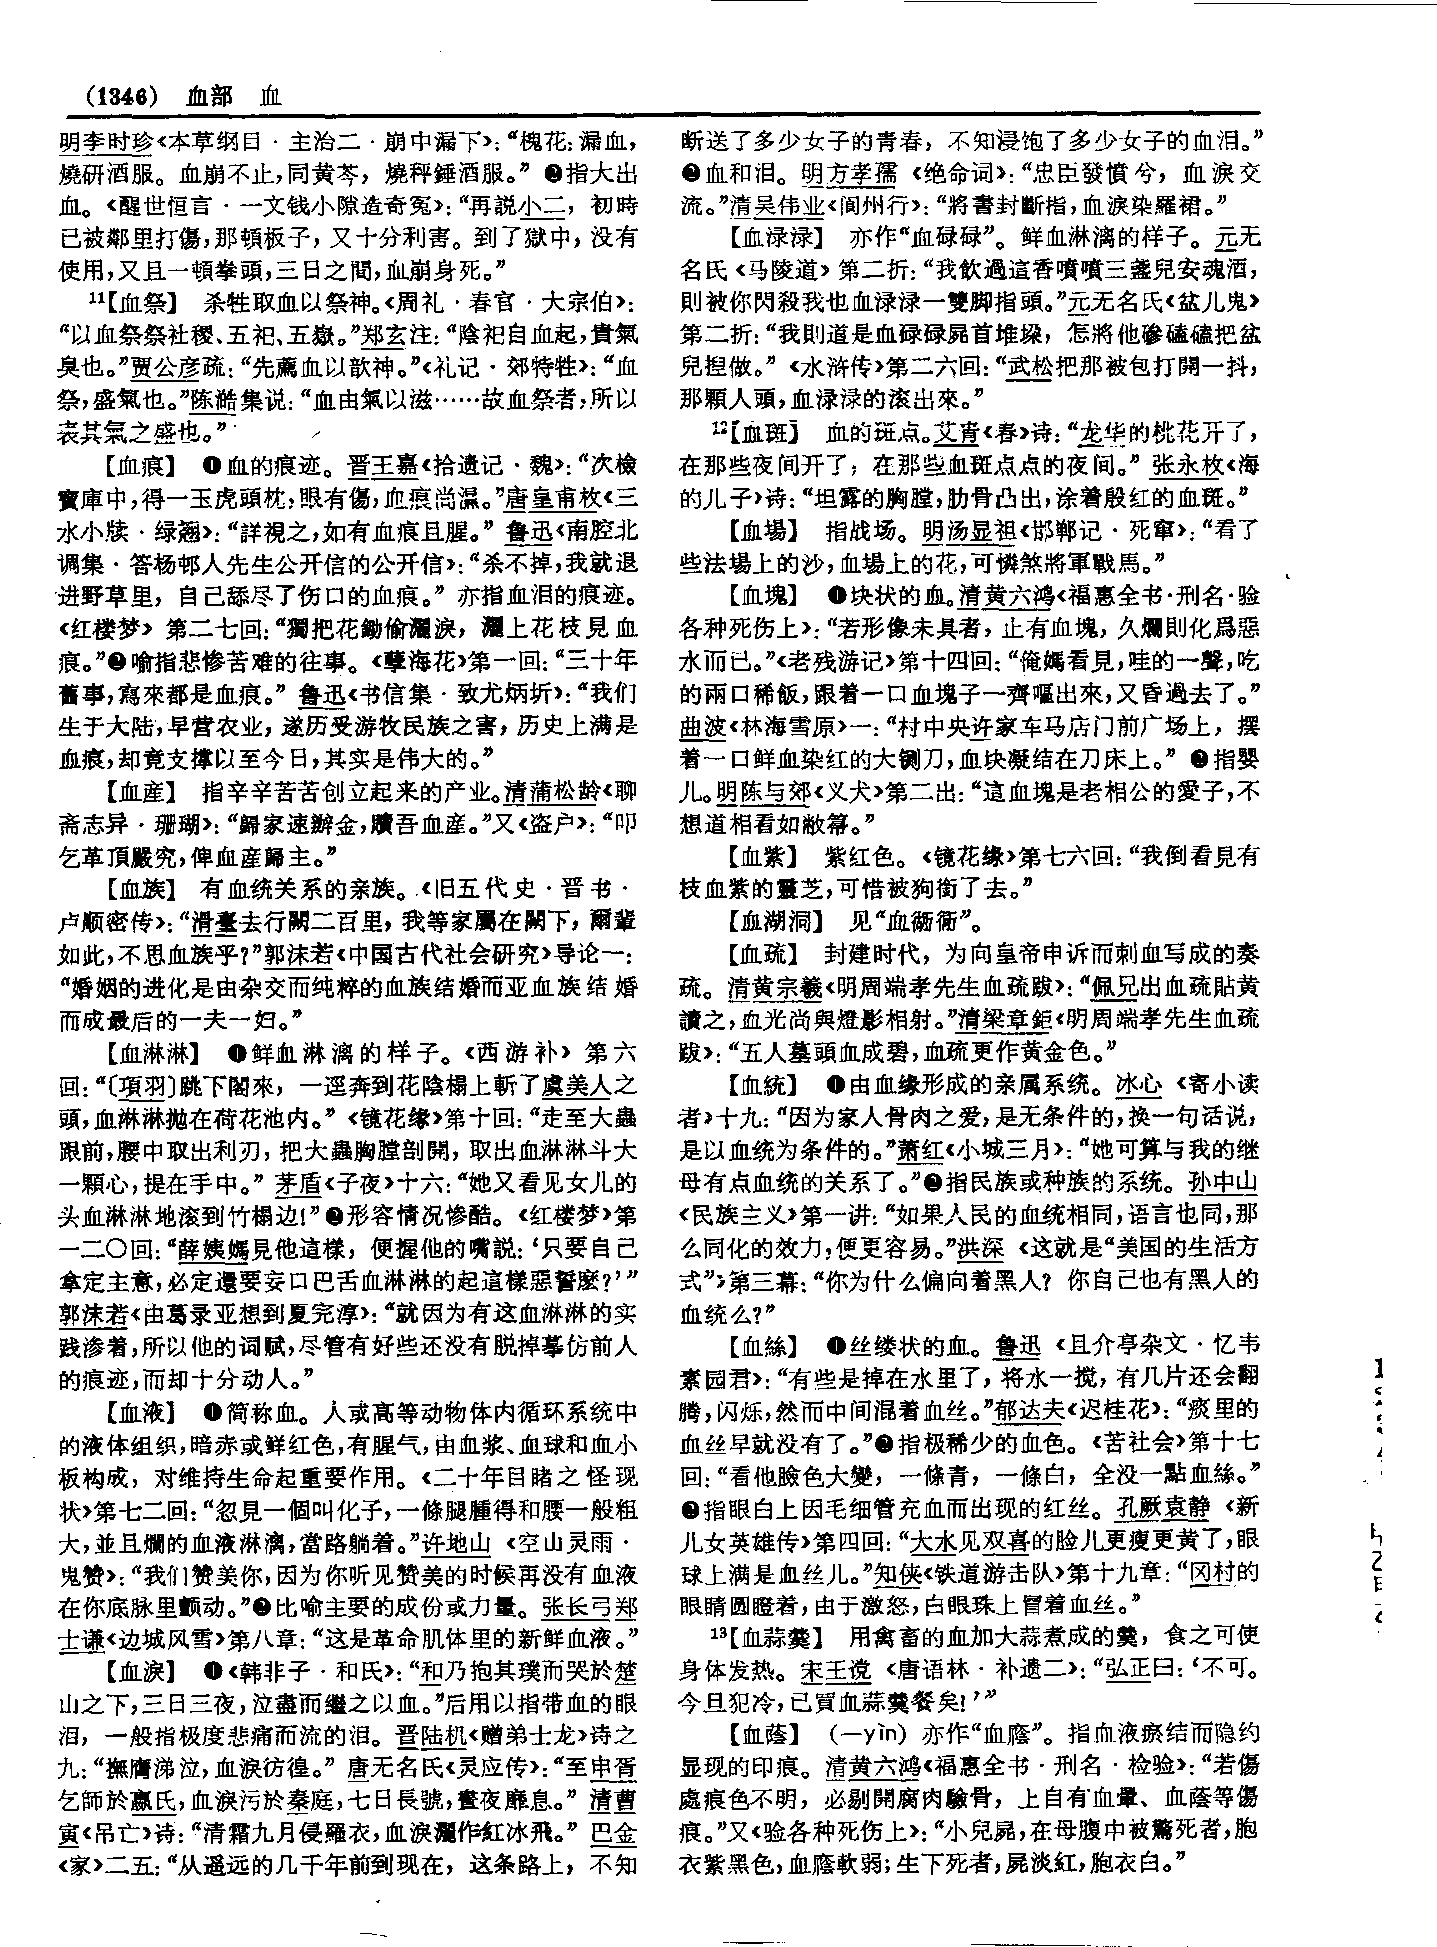 (1346) 血部 血
明李时珍《本草纲目·主治二·崩中漏下》：“槐花：漏血，
燒研酒服。血崩不止，同黄芩，燒秤錘酒服。”❷指大出
血。《醒世恒言·一文钱小隙造奇冤》：“再説小二，初時
已被鄰里打傷，那頓板子，又十分利害。到了獄中，没有
使用，又且一頓拳頭，三日之間，血崩身死。”
11【血祭】 杀牲取血以祭神。《周礼·春官·大宗伯》：
“以血祭祭社稷、五祀、五嶽。”郑玄注：“陰祀自血起，貴氣
臭也。”贾公彦疏：“先薦血以歆神。”《礼记·郊特牲》：“血
祭，盛氣也。”陈澔集说：“血由氣以滋……故血祭者，所以
表其氣之盛也。”
【血痕】 ❶血的痕迹。晋王嘉《拾遗记·魏》：“次檢
寶庫中，得一玉虎頭枕，眼有傷，血痕尚濕。”唐皇甫枚《三
水小牍·绿翘》：“詳視之，如有血痕且腥。”鲁迅《南腔北
调集·答杨邨人先生公开信的公开信》：“杀不掉，我就退
进野草里，自己舔尽了伤口的血痕。”亦指血泪的痕迹。
《红楼梦》第二七回：“獨把花鋤偷灑淚，灑上花枝見血
痕。”❷喻指悲惨苦难的往事。《孽海花》第一回：“三十年
舊事，寫來都是血痕。”鲁迅《书信集·致尤炳圻》：“我们
生于大陆，早营农业，遂历受游牧民族之害，历史上满是
血痕，却竟支撑以至今日，其实是伟大的。”
【血産】 指辛辛苦苦创立起来的产业。清蒲松龄《聊
斋志异·珊瑚》：“歸家速辦金，贖吾血産。”又《盗户》：“叩
乞革頂嚴究，俾血産歸主。”
【血族】 有血统关系的亲族。《旧五代史·晋书·
卢顺密传》：“滑臺去行闕二百里，我等家屬在闕下，爾輩
如此，不思血族乎？”郭沫若《中国古代社会研究》导论一：
“婚姻的进化是由杂交而纯粹的血族结婚而亚血族结婚
而成最后的一夫一妇。”
【血淋淋】 ❶鲜血淋漓的样子。《西游补》第六
回：“〔項羽〕跳下閣來，一逕奔到花陰榻上斬了虞美人之
頭，血淋淋抛在荷花池内。”《镜花缘》第十回：“走至大蟲
跟前，腰中取出利刃，把大蟲胸膛剖開，取出血淋淋斗大
一顆心，提在手中。”茅盾《子夜》十六：“她又看见女儿的
头血淋淋地滚到竹榻边！”❷形容情况惨酷。《红楼梦》第
一二〇回：“薛姨媽見他這樣，便握他的嘴説：‘只要自己
拿定主意，必定還要妄口巴舌血淋淋的起這樣惡誓麽？’”
郭沫若《由葛录亚想到夏完淳》：“就因为有这血淋淋的实
践渗着，所以他的词赋，尽管有好些还没有脱掉摹仿前人
的痕迹，而却十分动人。”
【血液】 ❶简称血。人或高等动物体内循环系统中
的液体组织，暗赤或鲜红色，有腥气，由血浆、血球和血小
板构成，对维持生命起重要作用。《二十年目睹之怪现
状》第七二回：“忽見一個叫化子，一條腿腫得和腰一般粗
大，並且爛的血液淋漓，當路躺着。”许地山《空山灵雨·
鬼赞》：“我们赞美你，因为你听见赞美的时候再没有血液
在你底脉里颤动。”❷比喻主要的成份或力量。张长弓郑
士谦《边城风雪》第八章：“这是革命肌体里的新鲜血液。”
【血淚】 ❶《韩非子·和氏》：“和乃抱其璞而哭於楚
山之下，三日三夜，泣盡而繼之以血。”后用以指带血的眼
泪，一般指极度悲痛而流的泪。晋陆机《赠弟士龙》诗之
九：“撫膺涕泣，血淚彷徨。”唐无名氏《灵应传》：“至申胥
乞師於嬴氏，血淚污於秦庭，七日長號，晝夜靡息。”清曹
寅《吊亡》诗：“清霜九月侵羅衣，血淚灑作紅冰飛。”巴金
《家》二五：“从遥远的几千年前到现在，这条路上，不知
断送了多少女子的青春，不知浸饱了多少女子的血泪。”
❷血和泪。明方孝孺《绝命词》：“忠臣發憤兮，血淚交
流。”清吴伟业《阆州行》：“將書封斷指，血淚染羅裙。”
【血渌渌】 亦作“血碌碌”。鲜血淋漓的样子。元无
名氏《马陵道》第二折：“我飲過這香噴噴三盞兒安魂酒，
則被你閃殺我也血渌渌一雙脚指頭。”元无名氏《盆儿鬼》
第二折：“我則道是血碌碌屍首堆垜，怎將他磣磕磕把盆
兒捏做。”《水浒传》第二六回：“武松把那被包打開一抖，
那顆人頭，血渌渌的滚出來。”
12【血斑】 血的斑点。艾青《春》诗：“龙华的桃花开了，
在那些夜间开了，在那些血斑点点的夜间。”张永枚《海
的儿子》诗：“坦露的胸膛，肋骨凸出，涂着殷红的血斑。”
【血場】 指战场。明汤显祖《邯郸记·死窜》：“看了
些法場上的沙，血場上的花，可憐煞將軍戰馬。”
【血塊】 ❶块状的血。清黄六鸿《福惠全书·刑名·验
各种死伤上》：“若形像未具者，止有血塊，久爛則化爲惡
水而已。”《老残游记》第十四回：“俺媽看見，哇的一聲，吃
的兩口稀飯，跟着一口血塊子一齊嘔出來，又昏過去了。”
曲波《林海雪原》一：“村中央许家车马店门前广场上，摆
着一口鲜血染红的大铡刀，血块凝结在刀床上。”❷指婴
儿。明陈与郊《义犬》第二出：“這血塊是老相公的愛子，不
想道相看如敝箒。”
【血紫】 紫红色。《镜花缘》第七六回：“我倒看見有
枝血紫的靈芝，可惜被狗銜了去。”
【血湖洞】 见“血衚衕”。
【血疏】 封建时代，为向皇帝申诉而刺血写成的奏
疏。清黄宗羲《明周端孝先生血疏跋》：“佩兄出血疏貼黄
讀之，血光尚與燈影相射。”清梁章鉅《明周端孝先生血疏
跋》：“五人墓頭血成碧，血疏更作黄金色。”
【血統】 ❶由血缘形成的亲属系统。冰心《寄小读
者》十九：“因为家人骨肉之爱，是无条件的，换一句话说，
是以血统为条件的。”萧红《小城三月》：“她可算与我的继
母有点血统的关系了。”❷指民族或种族的系统。孙中山
《民族主义》第一讲：“如果人民的血统相同，语言也同，那
么同化的效力，便更容易。”洪深《这就是“美国的生活方
式”》第三幕：“你为什么偏向着黑人？你自己也有黑人的
血统么？”
【血絲】 ❶丝缕状的血。鲁迅《且介亭杂文·忆韦
素园君》：“有些是掉在水里了，将水一搅，有几片还会翻
腾，闪烁，然而中间混着血丝。”郁达夫《迟桂花》：“痰里的
血丝早就没有了。”❷指极稀少的血色。《苦社会》第十七
回：“看他臉色大變，一條青，一條白，全没一點血絲。”
❷指眼白上因毛细管充血而出现的红丝。孔厥袁静《新
儿女英雄传》第四回：“大水见双喜的脸儿更瘦更黄了，眼
球上满是血丝儿。”知侠《铁道游击队》第十九章：“冈村的
眼睛圆瞪着，由于激怒，白眼珠上冒着血丝。”
13【血蒜羹】 用禽畜的血加大蒜煮成的羹，食之可使
身体发热。宋王谠《唐语林·补遗二》：“弘正曰：‘不可。
今旦犯冷，已買血蒜羹餐矣！’”
【血蔭】 （—yìn）亦作“血廕”。指血液瘀结而隐约
显现的印痕。清黄六鸿《福惠全书·刑名·检验》：“若傷
處痕色不明，必剔開腐肉驗骨，上自有血暈、血蔭等傷
痕。”又《验各种死伤上》：“小兒屍，在母腹中被驚死者，胞
衣紫黑色，血廕軟弱；生下死者，屍淡紅，胞衣白。”